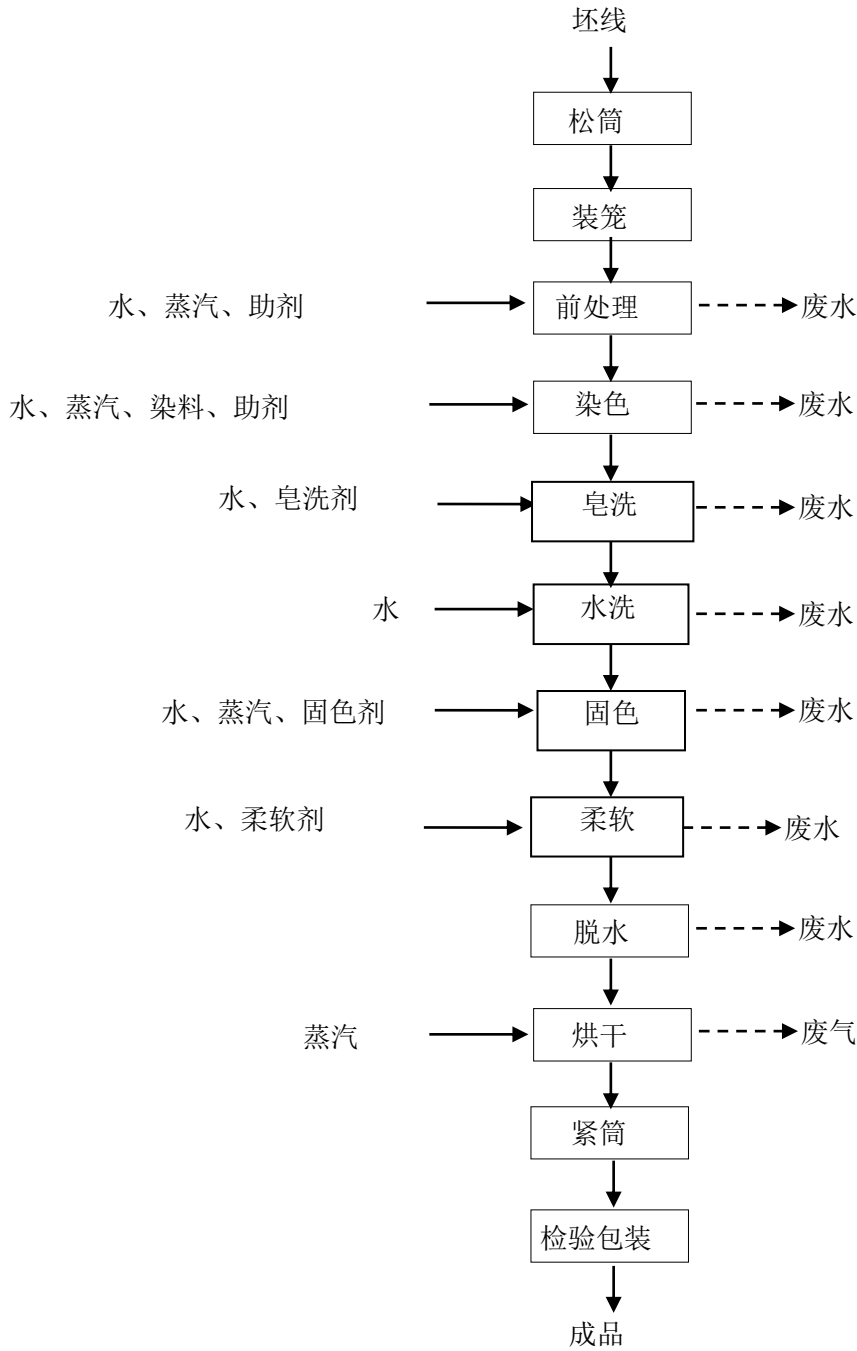 坯线
松筒
装笼
水、蒸汽、助剂 前处理 废水
水、蒸汽、染料、助剂 染色 废水
水、皂洗剂 皂洗 废水
水 水洗 废水
水、蒸汽、固色剂 固色 废水
水、柔软剂 柔软 废水
脱水 废水
蒸汽 烘干 废气
紧筒
检验包装
成品